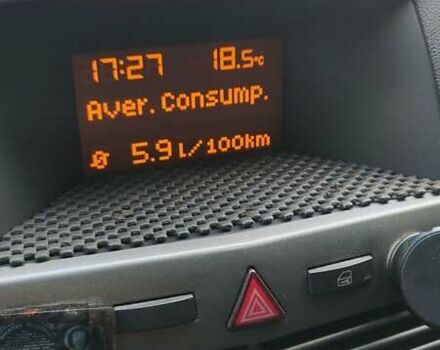 17:27 18.5°C
Aver. Consump.
Ø 5.9 l/100km